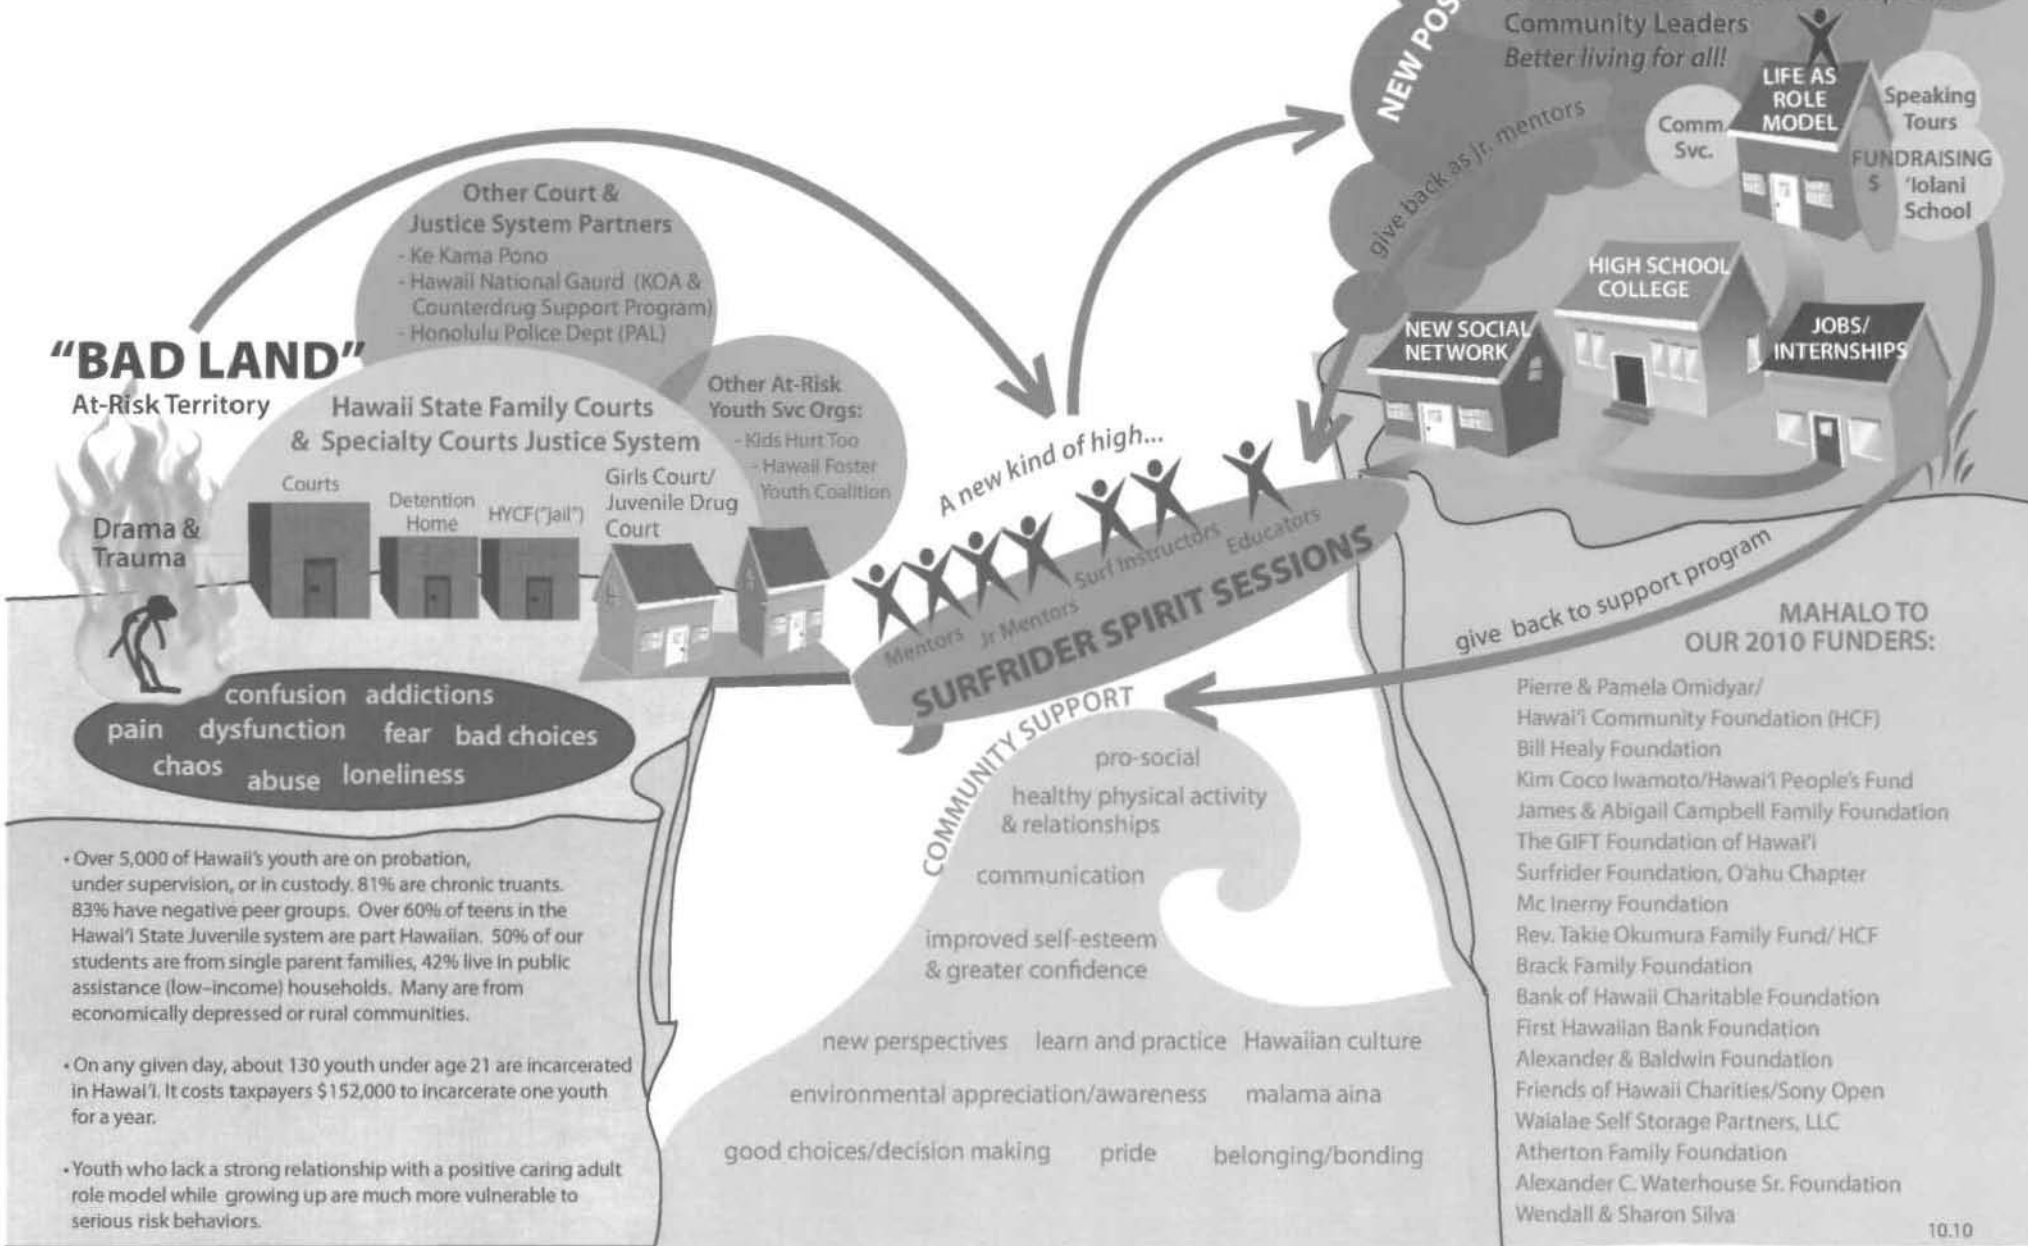 "BAD LAND"
At-Risk Territory
Drama &
Trauma
Other Court &
Justice System Partners
- Ke Kama Pono
- Hawaii National Gaurd (KOA &
Counterdrug Support Program)
- Honolulu Police Dept (PAL)
Hawaii State Family Courts
& Specialty Courts Justice System
Courts
Detention
Home
HYCF("Jail")
Girls Court/
Juvenile Drug
Court
Other At-Risk
Youth Svc Orgs:
- Kids Hurt Too
- Hawaii Foster
Youth Coalition
confusion addictions
pain dysfunction fear bad choices
chaos abuse loneliness
• Over 5,000 of Hawaii's youth are on probation,
under supervision, or in custody. 81% are chronic truants.
83% have negative peer groups. Over 60% of teens in the
Hawai'i State Juvenile system are part Hawaiian. 50% of our
students are from single parent families, 42% live in public
assistance (low-income) households. Many are from
economically depressed or rural communities.
• On any given day, about 130 youth under age 21 are incarcerated
in Hawai'i. It costs taxpayers $152,000 to incarcerate one youth
for a year.
• Youth who lack a strong relationship with a positive caring adult
role model while growing up are much more vulnerable to
serious risk behaviors.
A new kind of high...
Mentors Jr Mentors Surf Instructors Educators
SURFRIDER SPIRIT SESSIONS
COMMUNITY SUPPORT
pro-social
healthy physical activity
& relationships
communication
improved self-esteem
& greater confidence
new perspectives learn and practice Hawaiian culture
environmental appreciation/awareness malama aina
good choices/decision making pride belonging/bonding
NEW
Community Leaders
Better living for all!
give back as jr. mentors
LIFE AS
ROLE
MODEL
Comm.
Svc.
Speaking
Tours
FUNDRAISING
$ 'Iolani
School
HIGH SCHOOL
COLLEGE
NEW SOCIAL
NETWORK
JOBS/
INTERNSHIPS
give back to support program
MAHALO TO
OUR 2010 FUNDERS:
Pierre & Pamela Omidyar/
Hawai'i Community Foundation (HCF)
Bill Healy Foundation
Kim Coco Iwamoto/Hawai'i People's Fund
James & Abigail Campbell Family Foundation
The GIFT Foundation of Hawai'i
Surfrider Foundation, O'ahu Chapter
Mc Inerny Foundation
Rev. Takie Okumura Family Fund/ HCF
Brack Family Foundation
Bank of Hawaii Charitable Foundation
First Hawaiian Bank Foundation
Alexander & Baldwin Foundation
Friends of Hawaii Charities/Sony Open
Waialae Self Storage Partners, LLC
Atherton Family Foundation
Alexander C. Waterhouse Sr. Foundation
Wendall & Sharon Silva
10.10